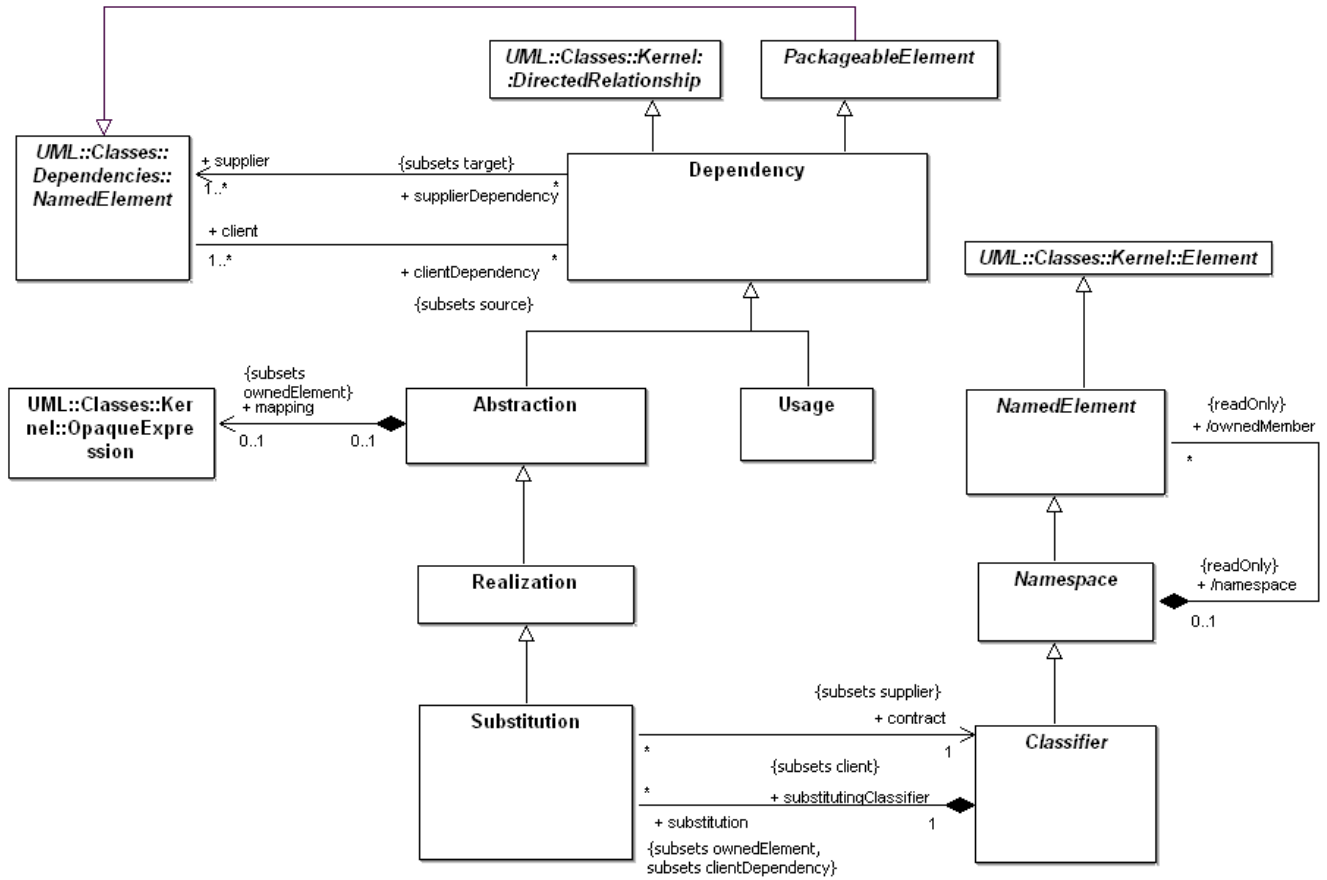 UML::Classes::Kernel:
:DirectedRelationship
PackageableElement
UML::Classes::
Dependencies::
NamedElement
+ supplier
{subsets target}
1..*
*
+ supplierDependency
Dependency
+ client
1..*
*
+ clientDependency
{subsets source}
UML::Classes::Kernel::Element
{subsets
ownedElement}
+ mapping
0..1
0..1
UML::Classes::Ker
nel::OpaqueExpre
ssion
Abstraction
Usage
NamedElement
{readOnly}
+ /ownedMember
*
Realization
Namespace
{readOnly}
+ /namespace
0..1
Substitution
{subsets supplier}
+ contract
*
1
Classifier
{subsets client}
*
+ substitutingClassifier
+ substitution
1
{subsets ownedElement,
subsets clientDependency}